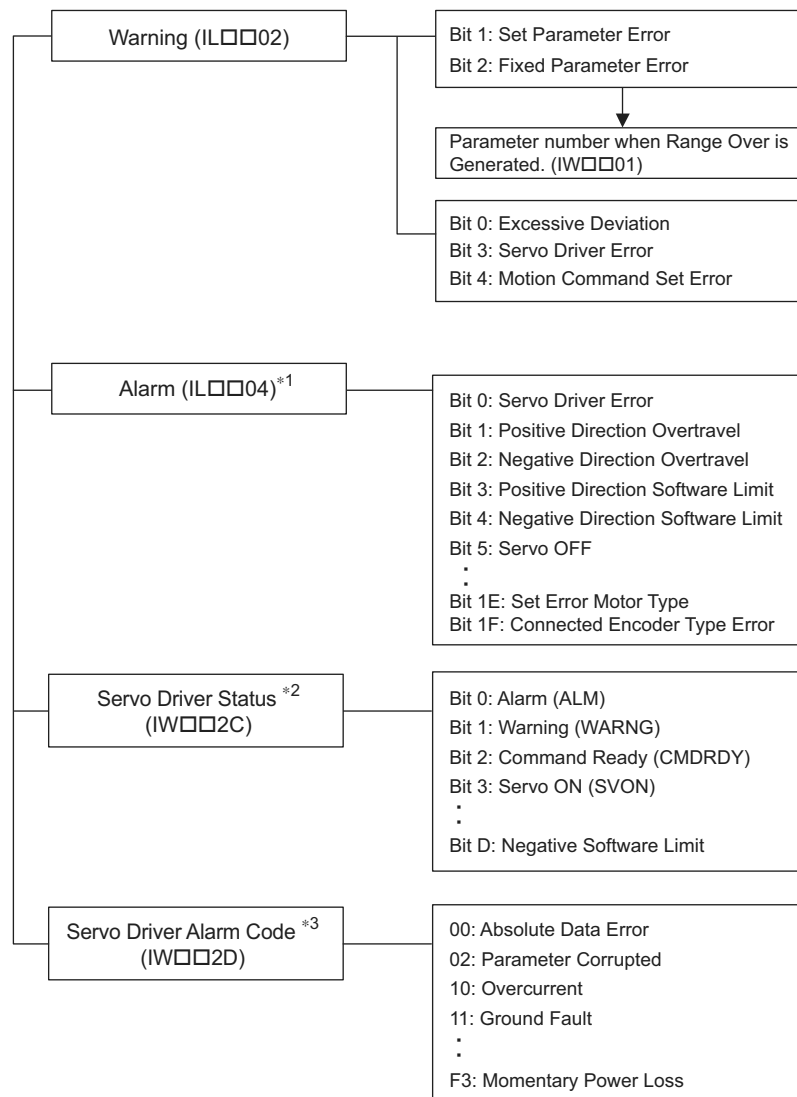 Warning (IL□□02)
Bit 1: Set Parameter Error
Bit 2: Fixed Parameter Error
Parameter number when Range Over is
Generated. (IW□□01)
Bit 0: Excessive Deviation
Bit 3: Servo Driver Error
Bit 4: Motion Command Set Error
Alarm (IL□□04)*1
Bit 0: Servo Driver Error
Bit 1: Positive Direction Overtravel
Bit 2: Negative Direction Overtravel
Bit 3: Positive Direction Software Limit
Bit 4: Negative Direction Software Limit
Bit 5: Servo OFF
:
Bit 1E: Set Error Motor Type
Bit 1F: Connected Encoder Type Error
Servo Driver Status *2
(IW□□2C)
Bit 0: Alarm (ALM)
Bit 1: Warning (WARNG)
Bit 2: Command Ready (CMDRDY)
Bit 3: Servo ON (SVON)
:
Bit D: Negative Software Limit
Servo Driver Alarm Code *3
(IW□□2D)
00: Absolute Data Error
02: Parameter Corrupted
10: Overcurrent
11: Ground Fault
:
F3: Momentary Power Loss